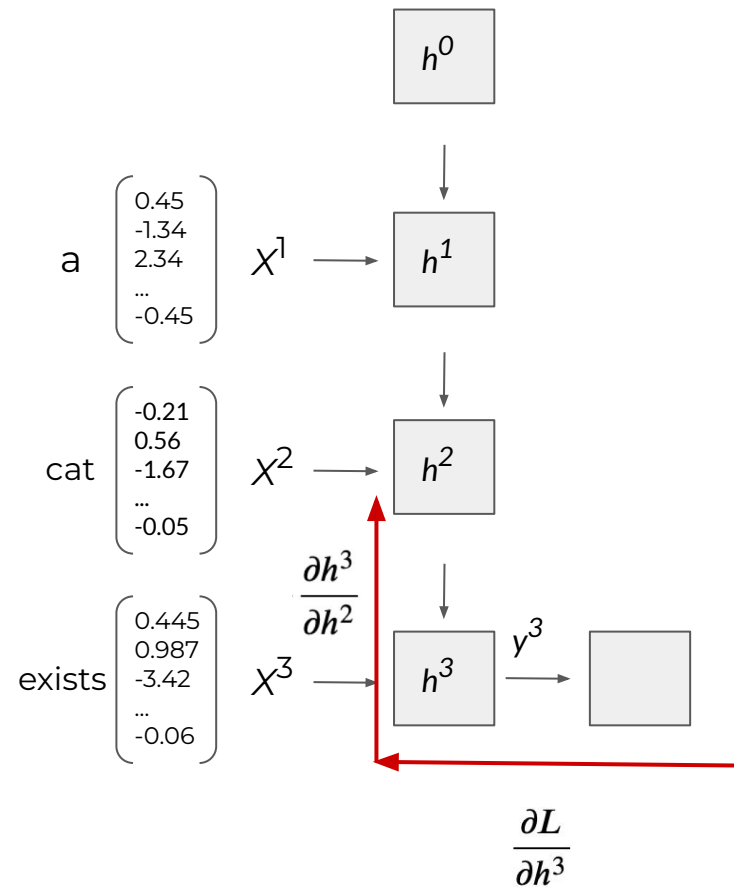 h⁰
0.45
-1.34
2.34
...
-0.45
a
X¹
h¹
-0.21
0.56
-1.67
...
-0.05
cat
X²
h²
∂h³
∂h²
0.445
0.987
-3.42
...
-0.06
exists
X³
h³
y³
∂L
∂h³